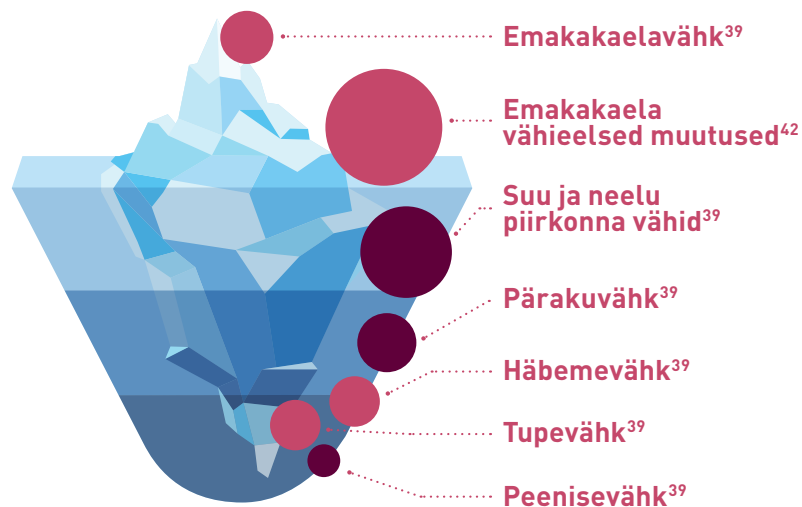 Emakakaelavähk³⁹
Emakakaela
vähieelsed muutused⁴²
Suu ja neelu
piirkonna vähid³⁹
Pärakuvähk³⁹
Häbemevähk³⁹
Tupevähk³⁹
Peenisevähk³⁹